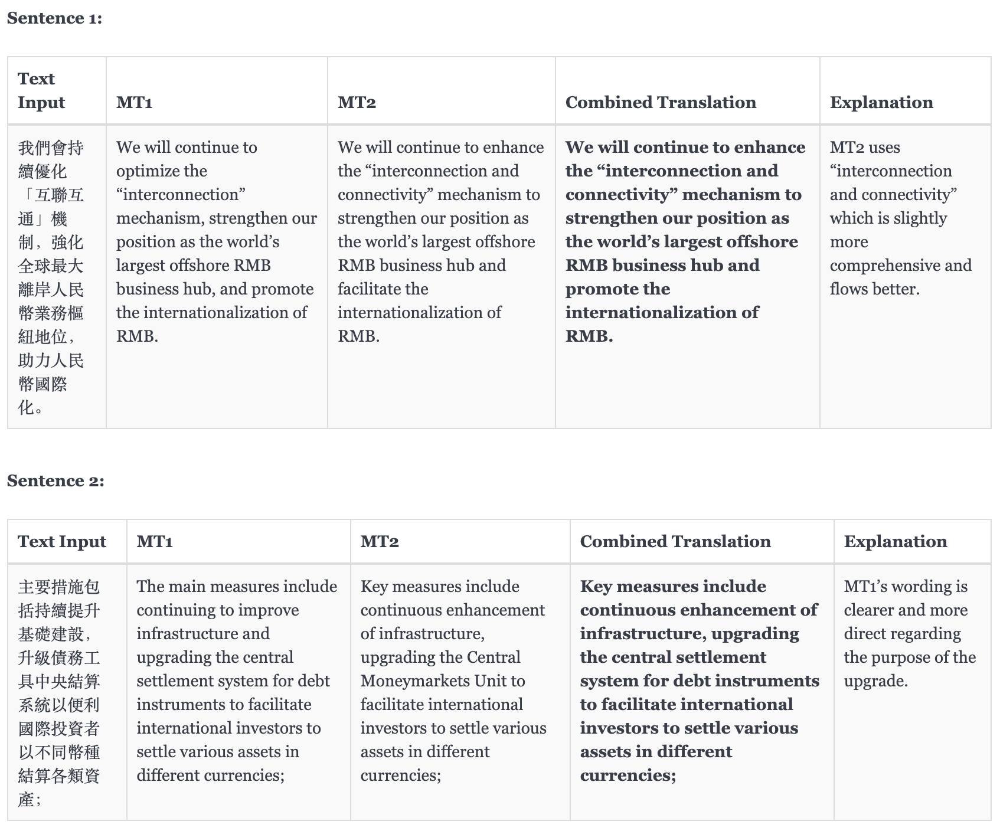 Sentence 1:
Text
Input
MT1
MT2
Combined Translation
Explanation
我們會持
續優化
「互聯互
通」機
制，強化
全球最大
離岸人民
幣業務樞
紐地位，
助力人民
幣國際
化。
We will continue to
optimize the
“interconnection”
mechanism, strengthen our
position as the world’s
largest offshore RMB
business hub, and promote
the internationalization of
RMB.
We will continue to enhance
the “interconnection and
connectivity” mechanism to
strengthen our position as
the world’s largest offshore
RMB business hub and
facilitate the
internationalization of
RMB.
We will continue to enhance
the “interconnection and
connectivity” mechanism to
strengthen our position as
the world’s largest offshore
RMB business hub and
promote the
internationalization of
RMB.
MT2 uses
“interconnection
and connectivity”
which is slightly
more
comprehensive and
flows better.
Sentence 2:
Text Input
MT1
MT2
Combined Translation
Explanation
主要措施包
括持續提升
基礎建設，
升級債務工
具中央結算
系統以便利
國際投資者
以不同幣種
結算各類資
產；
The main measures include
continuing to improve
infrastructure and
upgrading the central
settlement system for debt
instruments to facilitate
international investors to
settle various assets in
different currencies;
Key measures include
continuous enhancement
of infrastructure,
upgrading the Central
Moneymarkets Unit to
facilitate international
investors to settle various
assets in different
currencies;
Key measures include
continuous enhancement of
infrastructure, upgrading
the central settlement
system for debt instruments
to facilitate international
investors to settle various
assets in different
currencies;
MT1’s wording is
clearer and more
direct regarding
the purpose of the
upgrade.